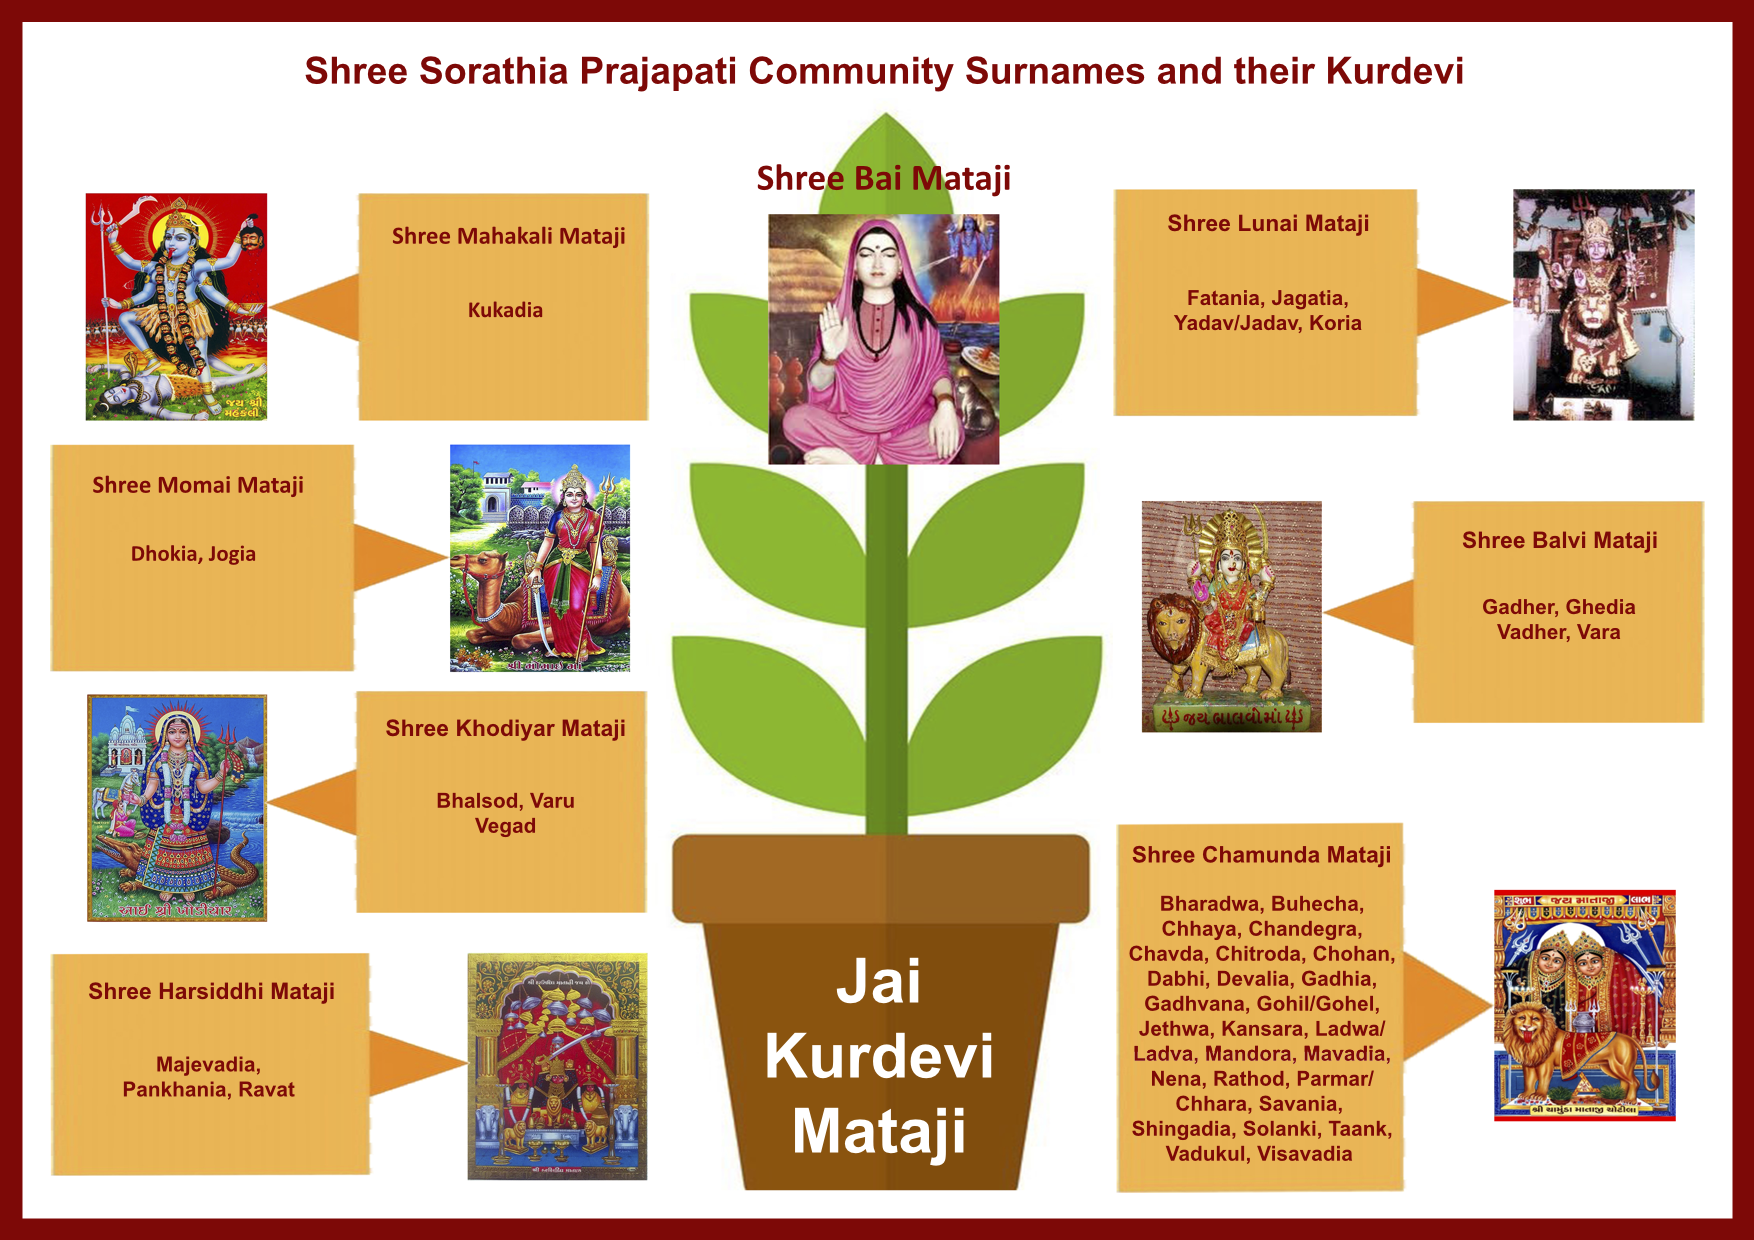 Shree Sorathia Prajapati Community Surnames and their Kurdevi
Shree Bai Mataji
Shree Mahakali Mataji
Kukadia
જય શ્રી
મહાકાલી
Shree Momai Mataji
Dhokia, Jogia
શ્રી મોમાઈ માઁ
Shree Khodiyar Mataji
Bhalsod, Varu
Vegad
આઈ શ્રી ખોડીયાર
Shree Harsiddhi Mataji
Majevadia,
Pankhania, Ravat
Shree Lunai Mataji
Fatania, Jagatia,
Yadav/Jadav, Koria
Shree Balvi Mataji
Gadher, Ghedia
Vadher, Vara
જય બાલવી માં
Shree Chamunda Mataji
Bharadwa, Buhecha,
Chhaya, Chandegra,
Chavda, Chitroda, Chohan,
Dabhi, Devalia, Gadhia,
Gadhvana, Gohil/Gohel,
Jethwa, Kansara, Ladwa/
Ladva, Mandora, Mavadia,
Nena, Rathod, Parmar/
Chhara, Savania,
Shingadia, Solanki, Taank,
Vadukul, Visavadia
શુભ જય માતાજી લાભ
શ્રી ચામુંડા માતાજી ચોટીલા
Jai
Kurdevi
Mataji